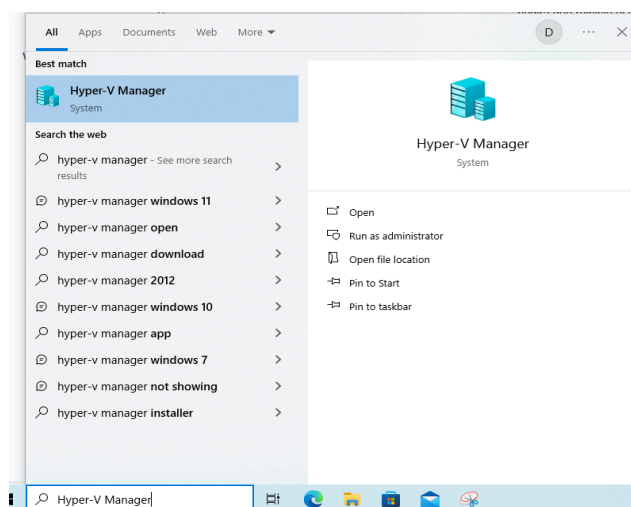 All Apps Documents Web More D
Best match
Hyper-V Manager
System
Search the web
hyper-v manager - See more search
results
hyper-v manager windows 11
hyper-v manager open
hyper-v manager download
hyper-v manager 2012
hyper-v manager windows 10
hyper-v manager app
hyper-v manager windows 7
hyper-v manager not showing
hyper-v manager installer
Hyper-V Manager
System
Open
Run as administrator
Open file location
Pin to Start
Pin to taskbar
Hyper-V Manager